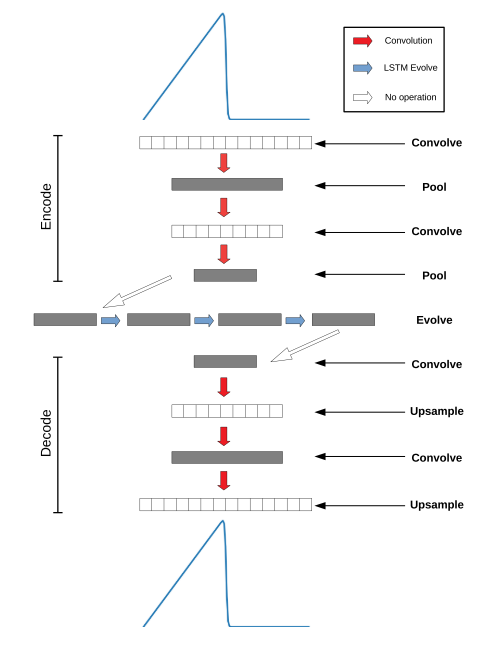 Convolution
LSTM Evolve
No operation
Convolve
Pool
Encode
Convolve
Pool
Evolve
Convolve
Upsample
Decode
Convolve
Upsample